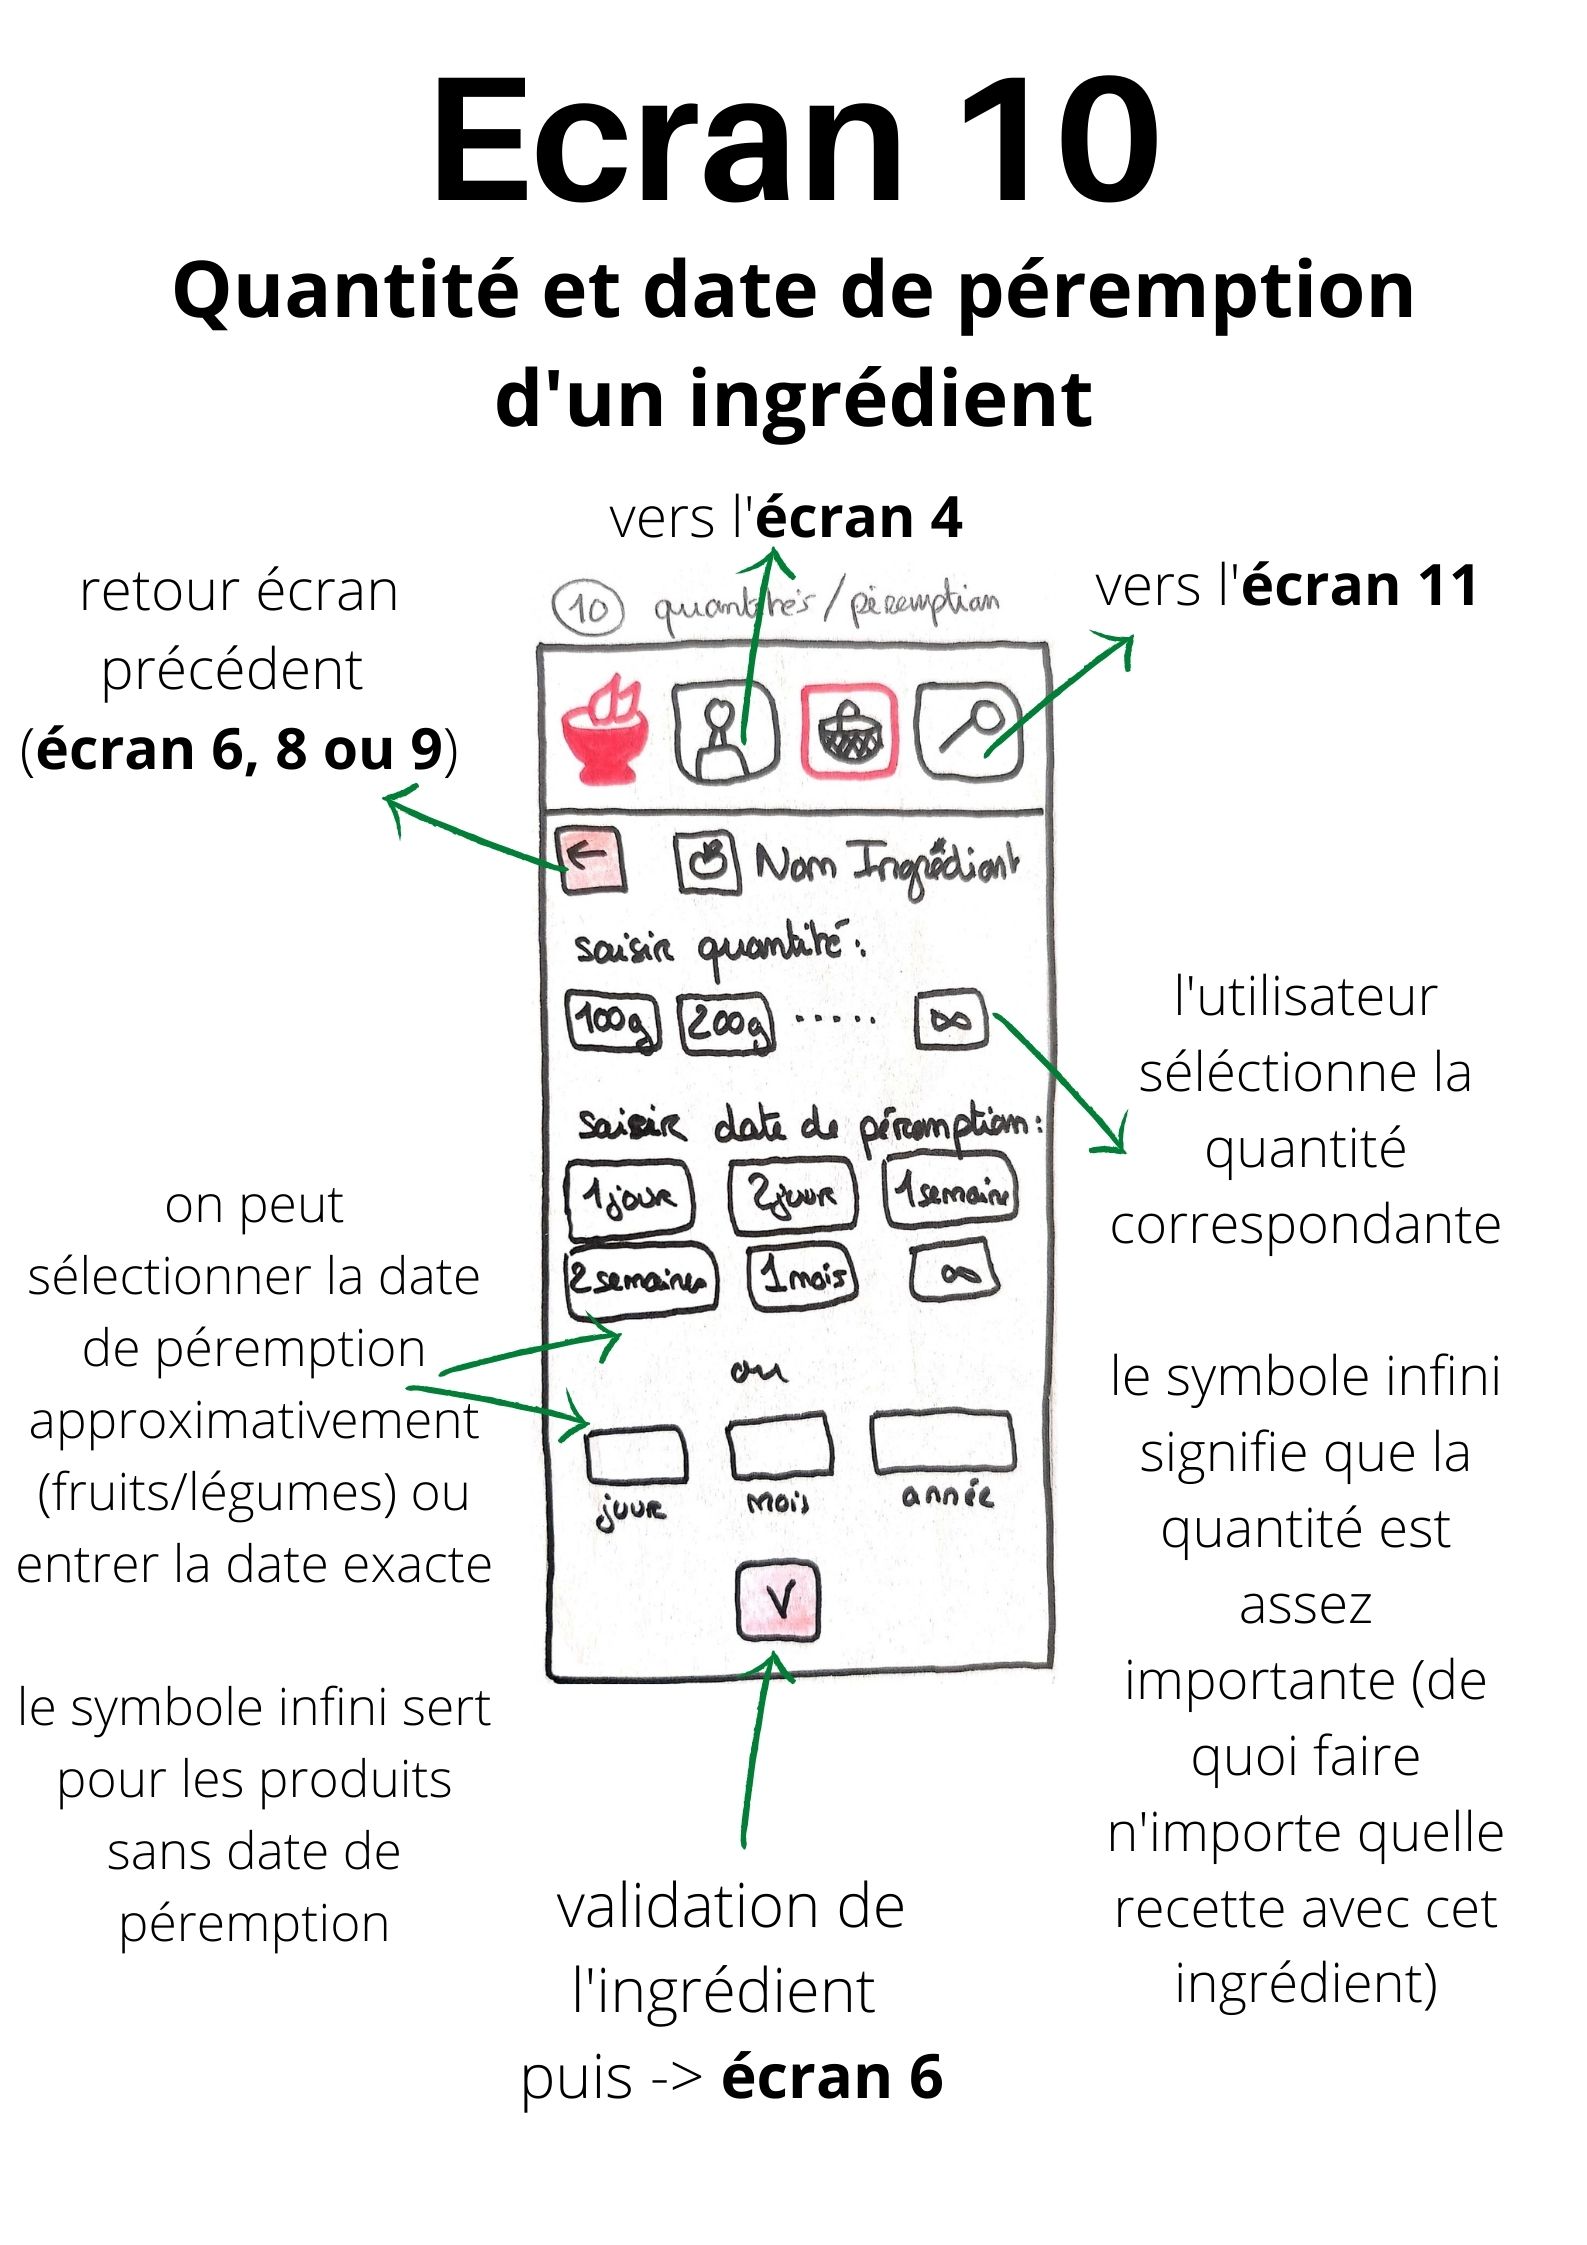 Ecran 10
Quantité et date de péremption
d'un ingrédient
vers l'écran 4
retour écran
précédent
(écran 6, 8 ou 9)
vers l'écran 11
10 quantités/péremption
← Nom Ingrédient
saisir quantité :
100g 200g ..... ∞
saisir date de péremption :
1 jour 2 jour 1 semaine
2 semaines 1 mois ∞
ou
jour mois année
V
l'utilisateur
séléctionne la
quantité
correspondante
le symbole infini
signifie que la
quantité est
assez
importante (de
quoi faire
n'importe quelle
recette avec cet
ingrédient)
on peut
sélectionner la date
de péremption
approximativement
(fruits/légumes) ou
entrer la date exacte
le symbole infini sert
pour les produits
sans date de
péremption
validation de
l'ingrédient
puis -> écran 6